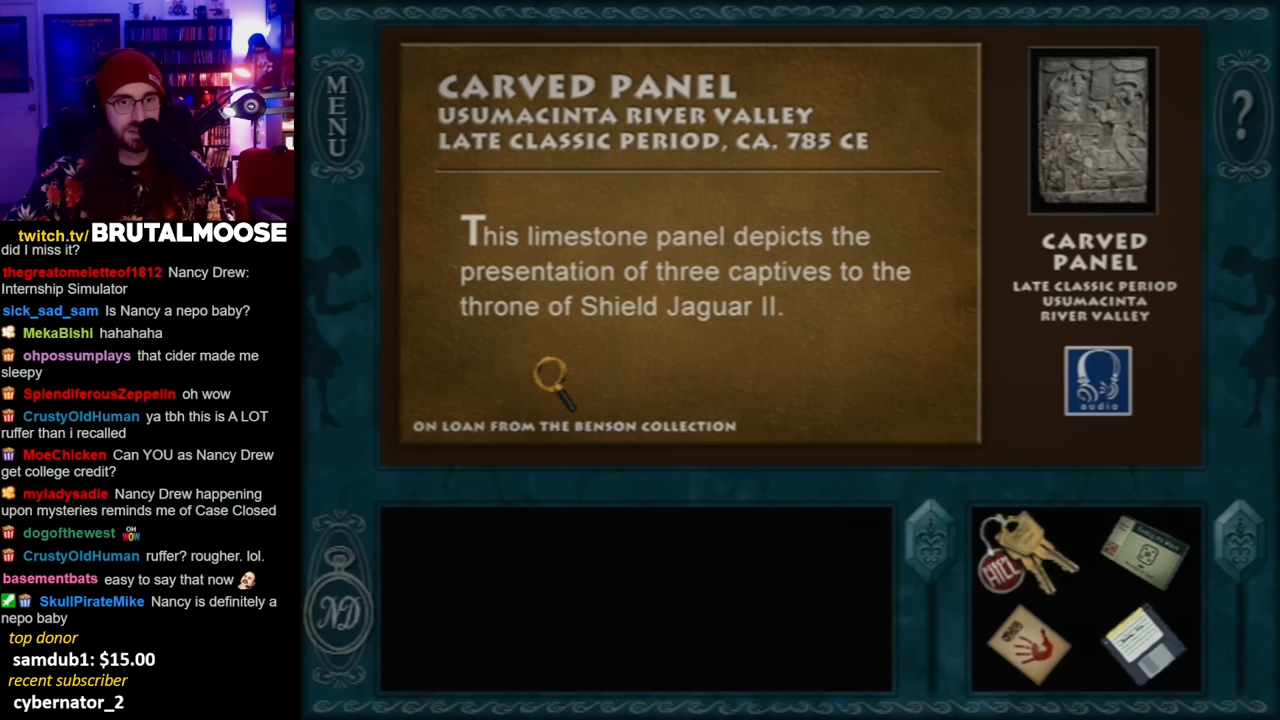 twitch.tv/BRUTALMOOSE
did I miss it?
thegreatomeletteof1812 Nancy Drew:
Internship Simulator
sick_sad_sam Is Nancy a nepo baby?
MekaBishi hahahaha
ohpossumplays that cider made me
sleepy
SplendiferousZeppelin oh wow
CrustyOldHuman ya tbh this is A LOT
ruffer than i recalled
MoeChicken Can YOU as Nancy Drew
get college credit?
myladysadie Nancy Drew happening
upon mysteries reminds me of Case Closed
dogofthewest OH WOW
CrustyOldHuman ruffer? rougher. lol.
basementbats easy to say that now
SkullPirateMike Nancy is definitely a
nepo baby
top donor
samdub1: $15.00
recent subscriber
cybernator_2
MENU
CARVED PANEL
USUMACINTA RIVER VALLEY
LATE CLASSIC PERIOD, CA. 785 CE
This limestone panel depicts the
presentation of three captives to the
throne of Shield Jaguar II.
ON LOAN FROM THE BENSON COLLECTION
?
CARVED
PANEL
LATE CLASSIC PERIOD
USUMACINTA
RIVER VALLEY
audio
ND